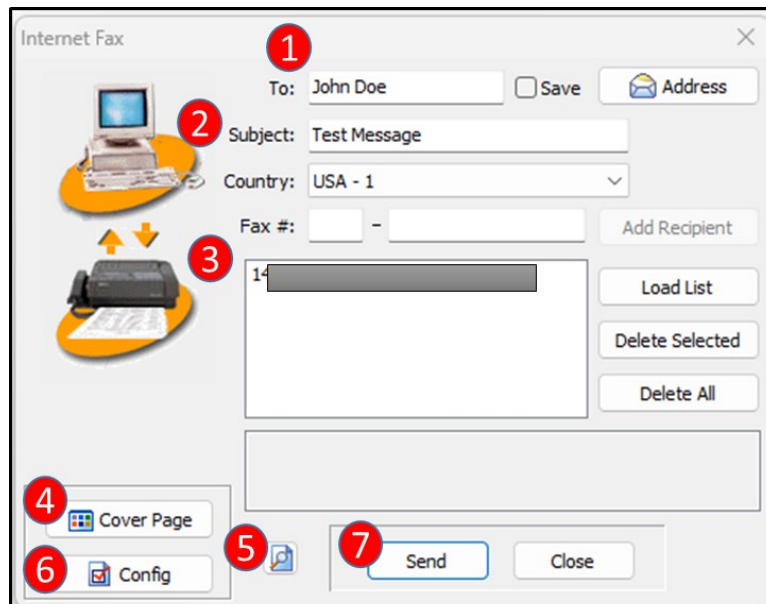 Internet Fax
1
To: John Doe Save Address
2
Subject: Test Message
Country: USA - 1
Fax #: - Add Recipient
3
14
Load List
Delete Selected
Delete All
4
Cover Page
5
7
Send Close
6
Config